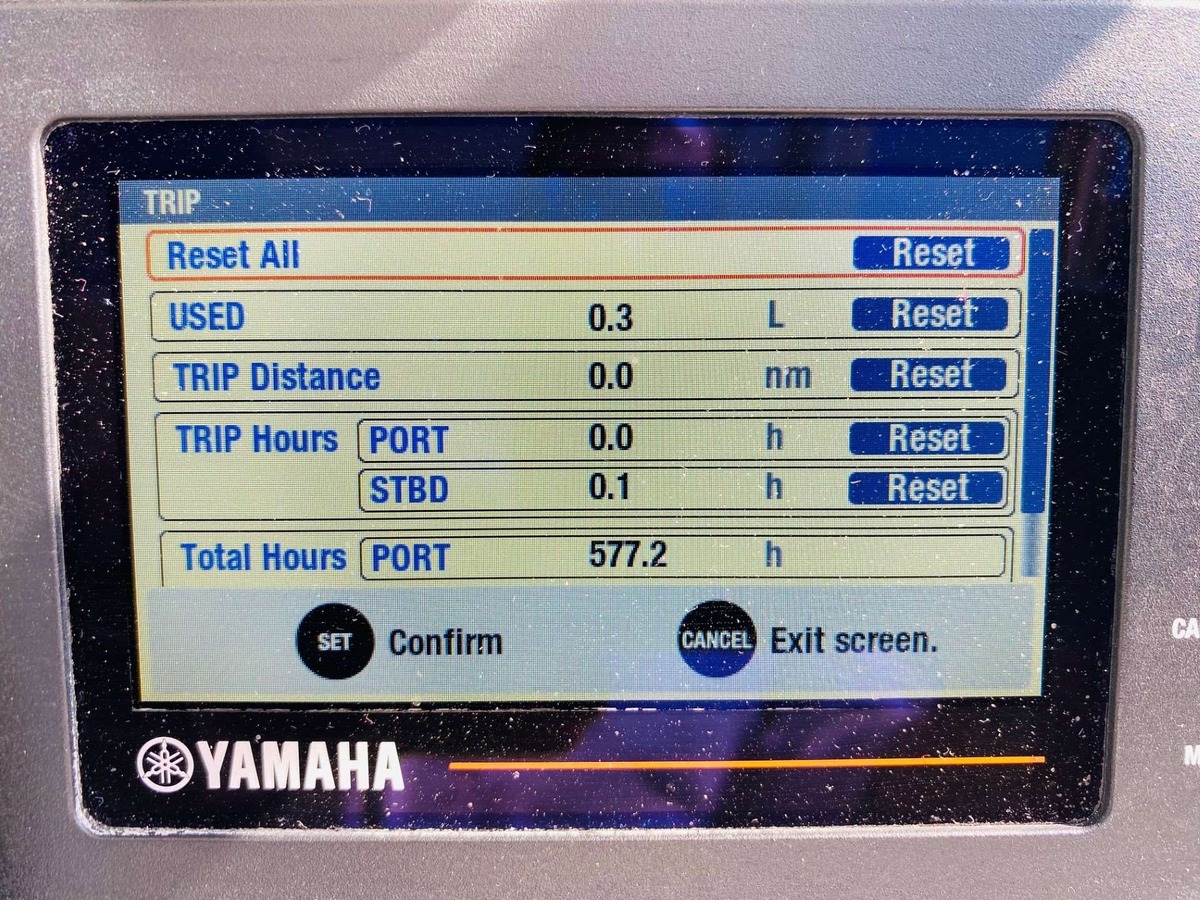 TRIP
Reset All Reset
USED 0.3 L Reset
TRIP Distance 0.0 nm Reset
TRIP Hours PORT 0.0 h Reset
STBD 0.1 h Reset
Total Hours PORT 577.2 h
SET Confirm CANCEL Exit screen.
YAMAHA